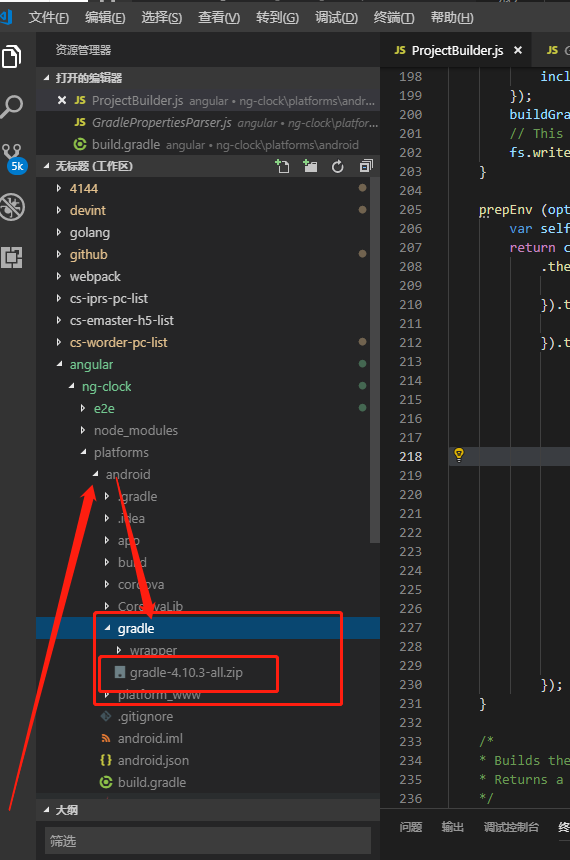 文件(F) 编辑(E) 选择(S) 查看(V) 转到(G) 调试(D) 终端(T) 帮助(H)
资源管理器
打开的编辑器
JS ProjectBuilder.js angular • ng-clock\platforms\andr...
JS GradlePropertiesParser.js angular • ng-clock\platfor...
build.gradle angular • ng-clock\platforms\android
5k
无标题 (工作区)
4144
devint
golang
github
webpack
cs-iprs-pc-list
cs-emaster-h5-list
cs-worder-pc-list
angular
ng-clock
e2e
node_modules
platforms
android
.gradle
.idea
app
build
cordova
CordovaLib
gradle
wrapper
gradle-4.10.3-all.zip
platform_www
.gitignore
android.iml
{} android.json
build.gradle
大纲
筛选
JS ProjectBuilder.js × JS G
198 incl
199 });
200 buildGra
201 // This
202 fs.write
203 }
204
205 prepEnv (opt
206 var self
207 return c
208 .the
209
210 }).t
211
212 }).t
213
214
215
216
217
218
219
220
221
222
223
224
225
226
227
228
229
230 });
231 }
232
233 /*
234 * Builds the
235 * Returns a
236 */
问题 输出 调试控制台 终